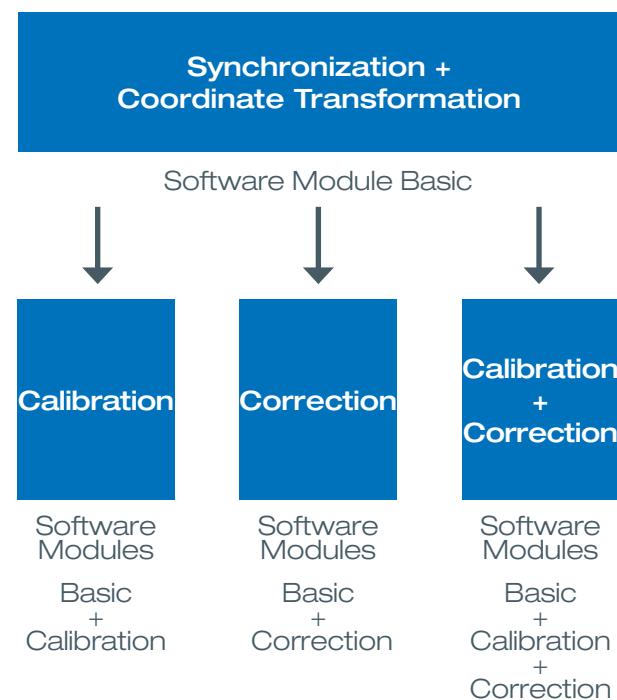 Synchronization +
Coordinate Transformation
Software Module Basic
Calibration
Correction
Calibration
+
Correction
Software
Modules
Basic
+
Calibration
Software
Modules
Basic
+
Correction
Software
Modules
Basic
+
Calibration
+
Correction